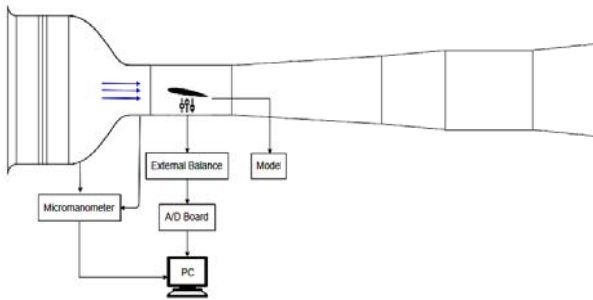 External Balance
Model
Micromanometer
A/D Board
PC